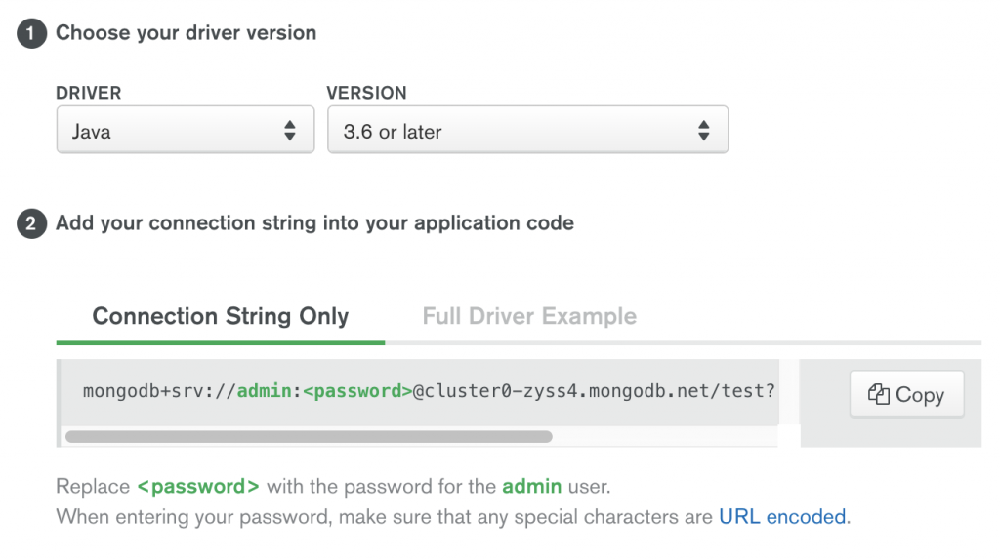 1 Choose your driver version
DRIVER VERSION
Java 3.6 or later
2 Add your connection string into your application code
Connection String Only Full Driver Example
mongodb+srv://admin:<password>@cluster0-zyss4.mongodb.net/test?
Copy
Replace <password> with the password for the admin user.
When entering your password, make sure that any special characters are URL encoded.